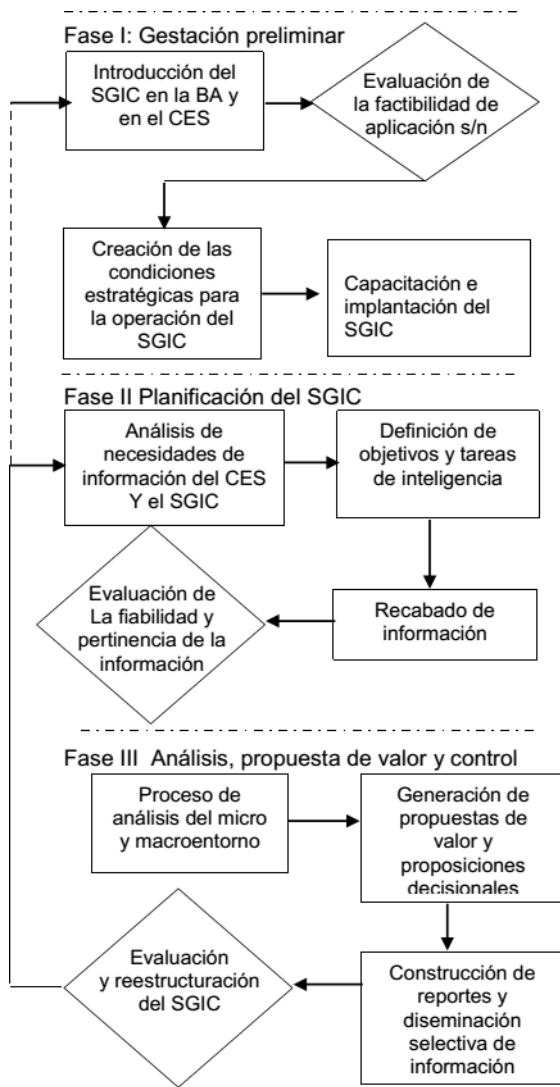 Fase I: Gestación preliminar
Introducción del
SGIC en la BA y
en el CES
Evaluación de
la factibilidad de
aplicación s/n
Creación de las
condiciones
estratégicas para
la operación del
SGIC
Capacitación e
implantación del
SGIC
Fase II Planificación del SGIC
Análisis de
necesidades de
información del CES
Y el SGIC
Definición de
objetivos y tareas
de inteligencia
Recabado de
información
Evaluación de
La fiabilidad y
pertinencia de la
información
Fase III Análisis, propuesta de valor y control
Proceso de
análisis del micro
y macroentorno
Generación de
propuestas de
valor y
proposiciones
decisionales
Construcción de
reportes y
diseminación
selectiva de
información
Evaluación
y reestructuración
del SGIC